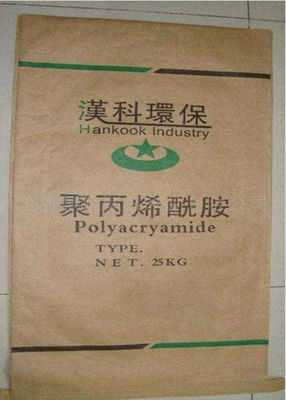 漢科環保
Hankook Industry
聚丙烯酰胺
Polyacryamide
TYPE.
NET. 25KG